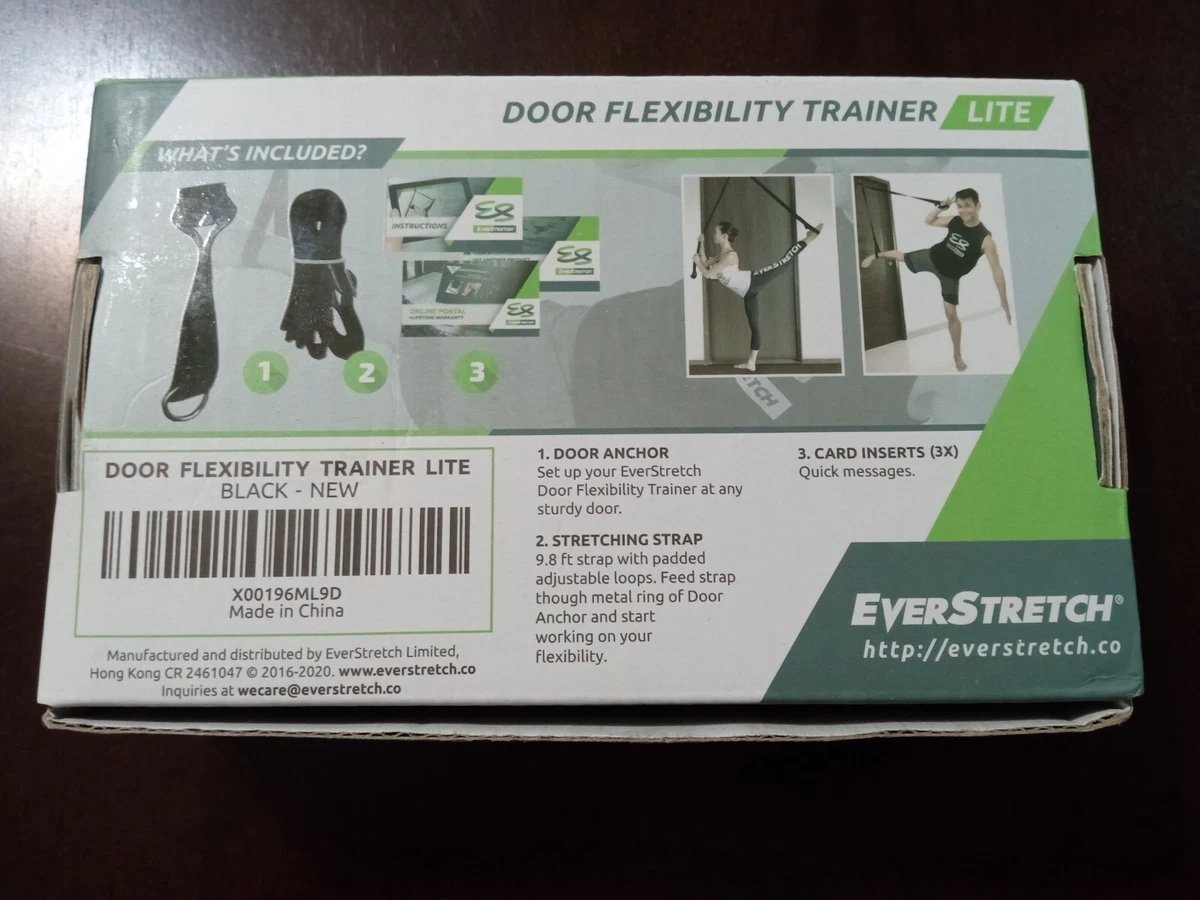 DOOR FLEXIBILITY TRAINER LITE
WHAT'S INCLUDED?
INSTRUCTIONS
EVERSTRETCH
ONLINE PORTAL
+LIFETIME WARRANTY
EVERSTRETCH
1
2
3
TCH
DOOR FLEXIBILITY TRAINER LITE
BLACK - NEW
X00196ML9D
Made in China
Manufactured and distributed by EverStretch Limited,
Hong Kong CR 2461047 © 2016-2020. www.everstretch.co
Inquiries at wecare@everstretch.co
1. DOOR ANCHOR
Set up your EverStretch
Door Flexibility Trainer at any
sturdy door.
2. STRETCHING STRAP
9.8 ft strap with padded
adjustable loops. Feed strap
though metal ring of Door
Anchor and start
working on your
flexibility.
3. CARD INSERTS (3X)
Quick messages.
EVERSTRETCH®
http://everstretch.co